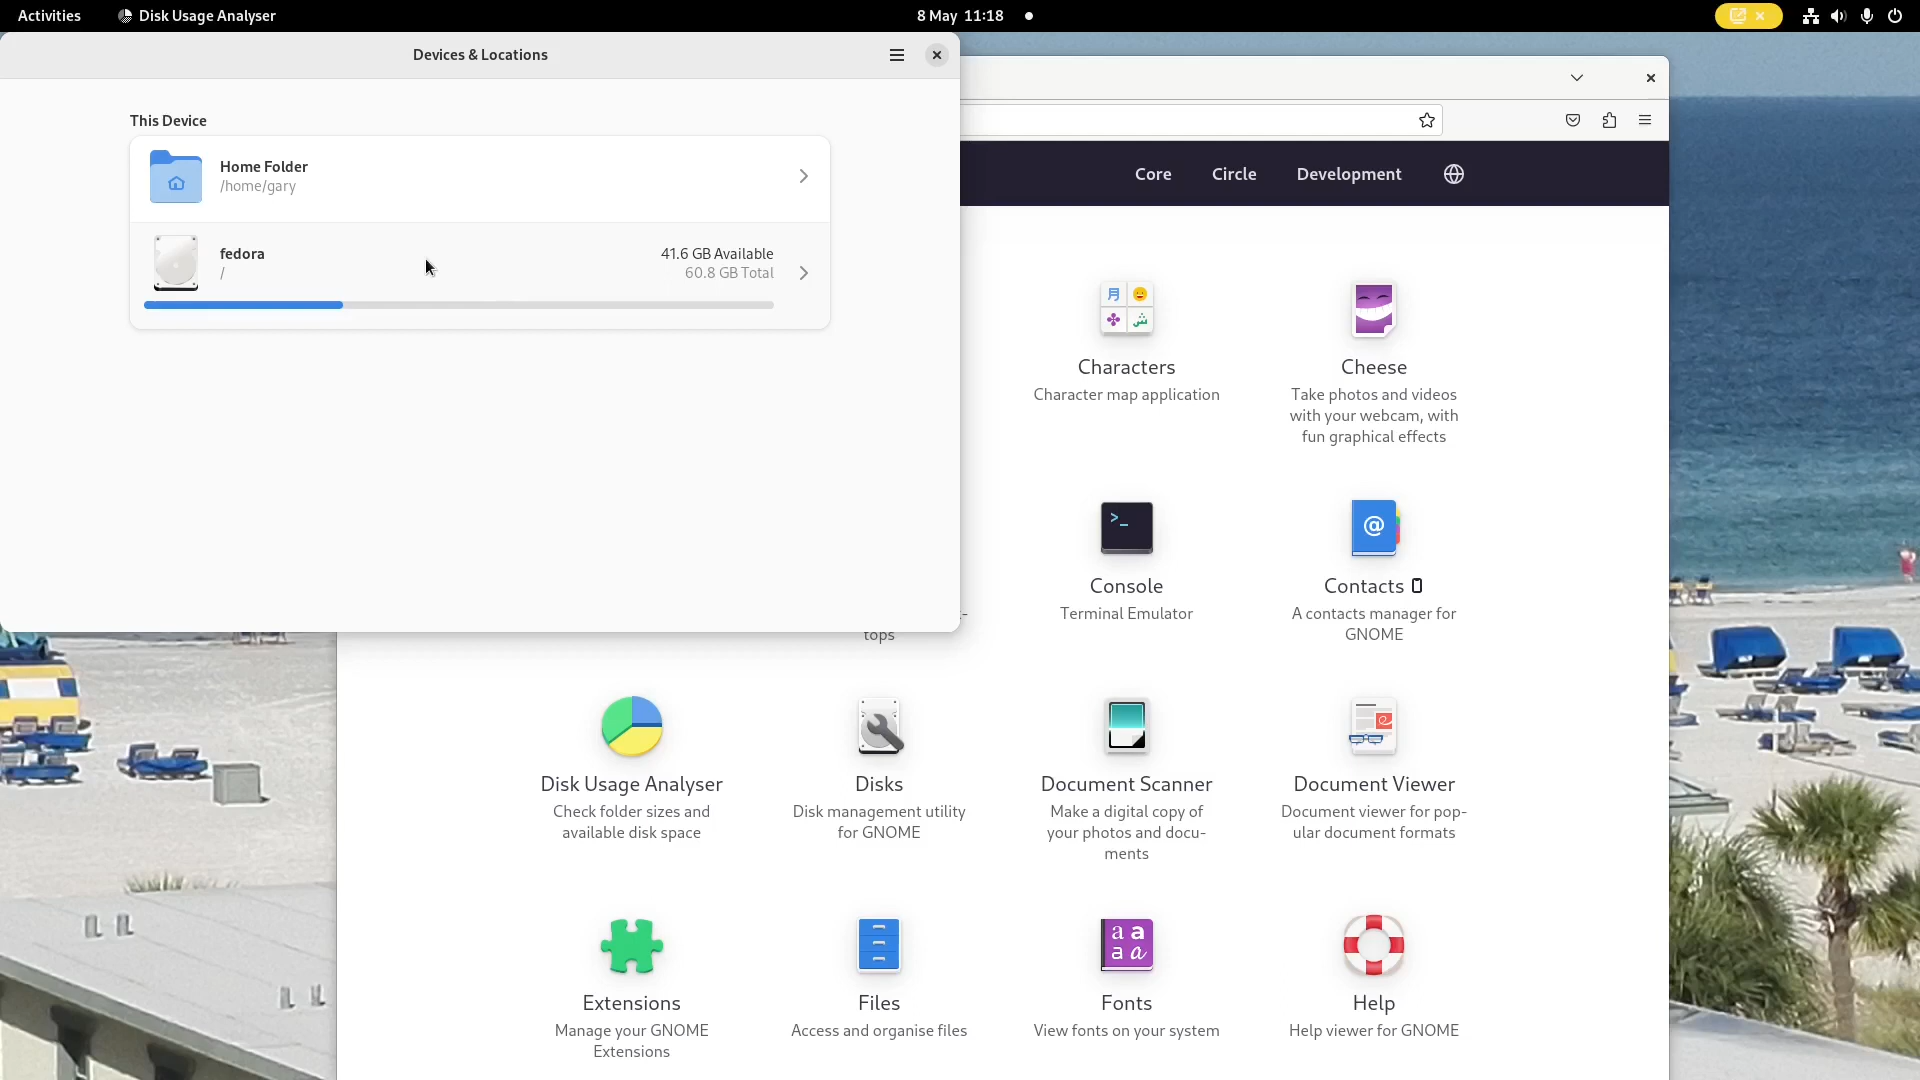 Activities
Disk Usage Analyser
8 May 11:18
Devices & Locations
This Device
Home Folder
/home/gary
fedora
/
41.6 GB Available
60.8 GB Total
Core
Circle
Development
月
ش
Characters
Character map application
Cheese
Take photos and videos
with your webcam, with
fun graphical effects
tops
>_
Console
Terminal Emulator
@
Contacts
A contacts manager for
GNOME
Disk Usage Analyser
Check folder sizes and
available disk space
Disks
Disk management utility
for GNOME
Document Scanner
Make a digital copy of
your photos and docu-
ments
Document Viewer
Document viewer for pop-
ular document formats
Extensions
Manage your GNOME
Extensions
Files
Access and organise files
a a
a a
Fonts
View fonts on your system
Help
Help viewer for GNOME